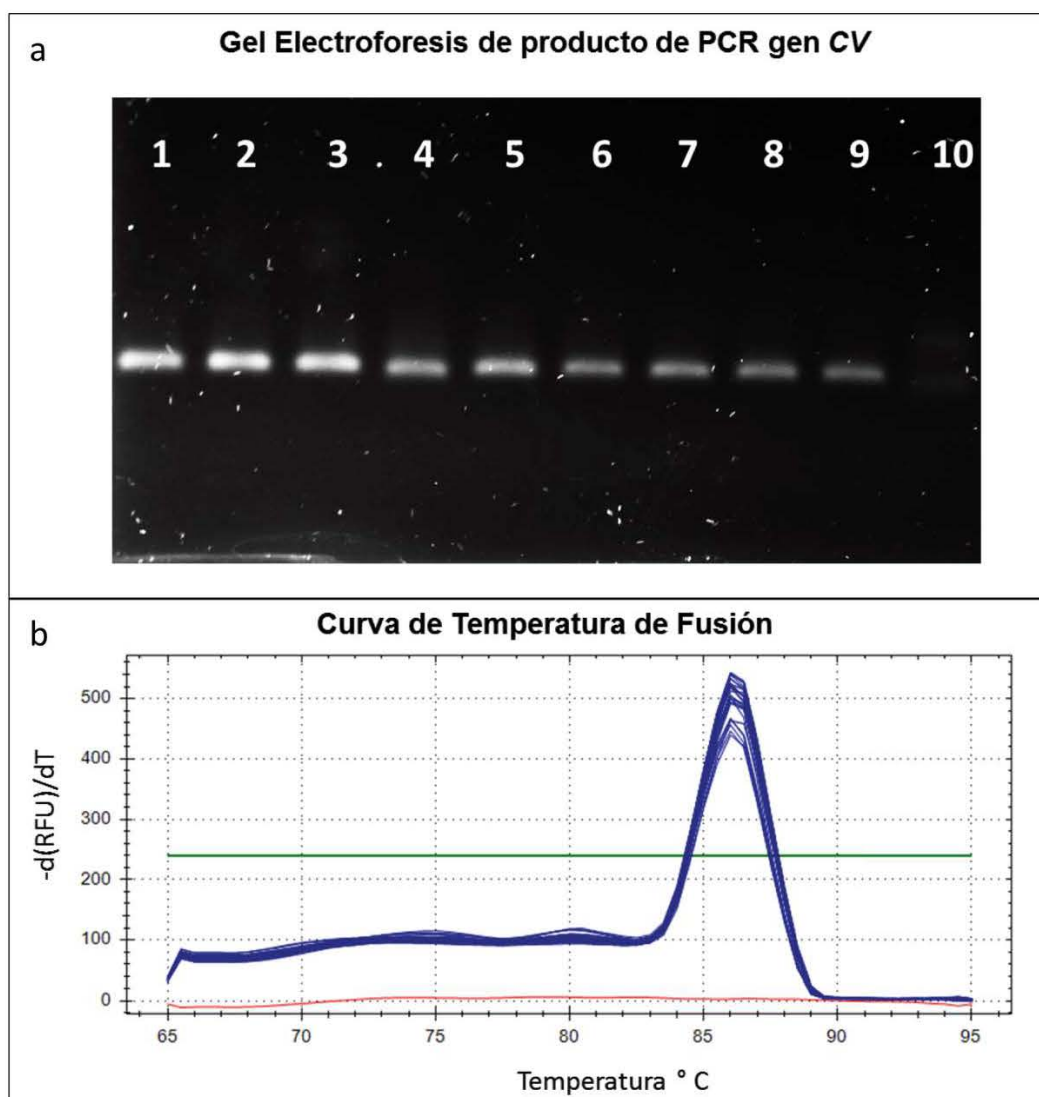 a
Gel Electroforesis de producto de PCR gen CV
1 2 3 4 5 6 7 8 9 10
b
Curva de Temperatura de Fusión
-d(RFU)/dT
500
400
300
200
100
0
65 70 75 80 85 90 95
Temperatura ° C